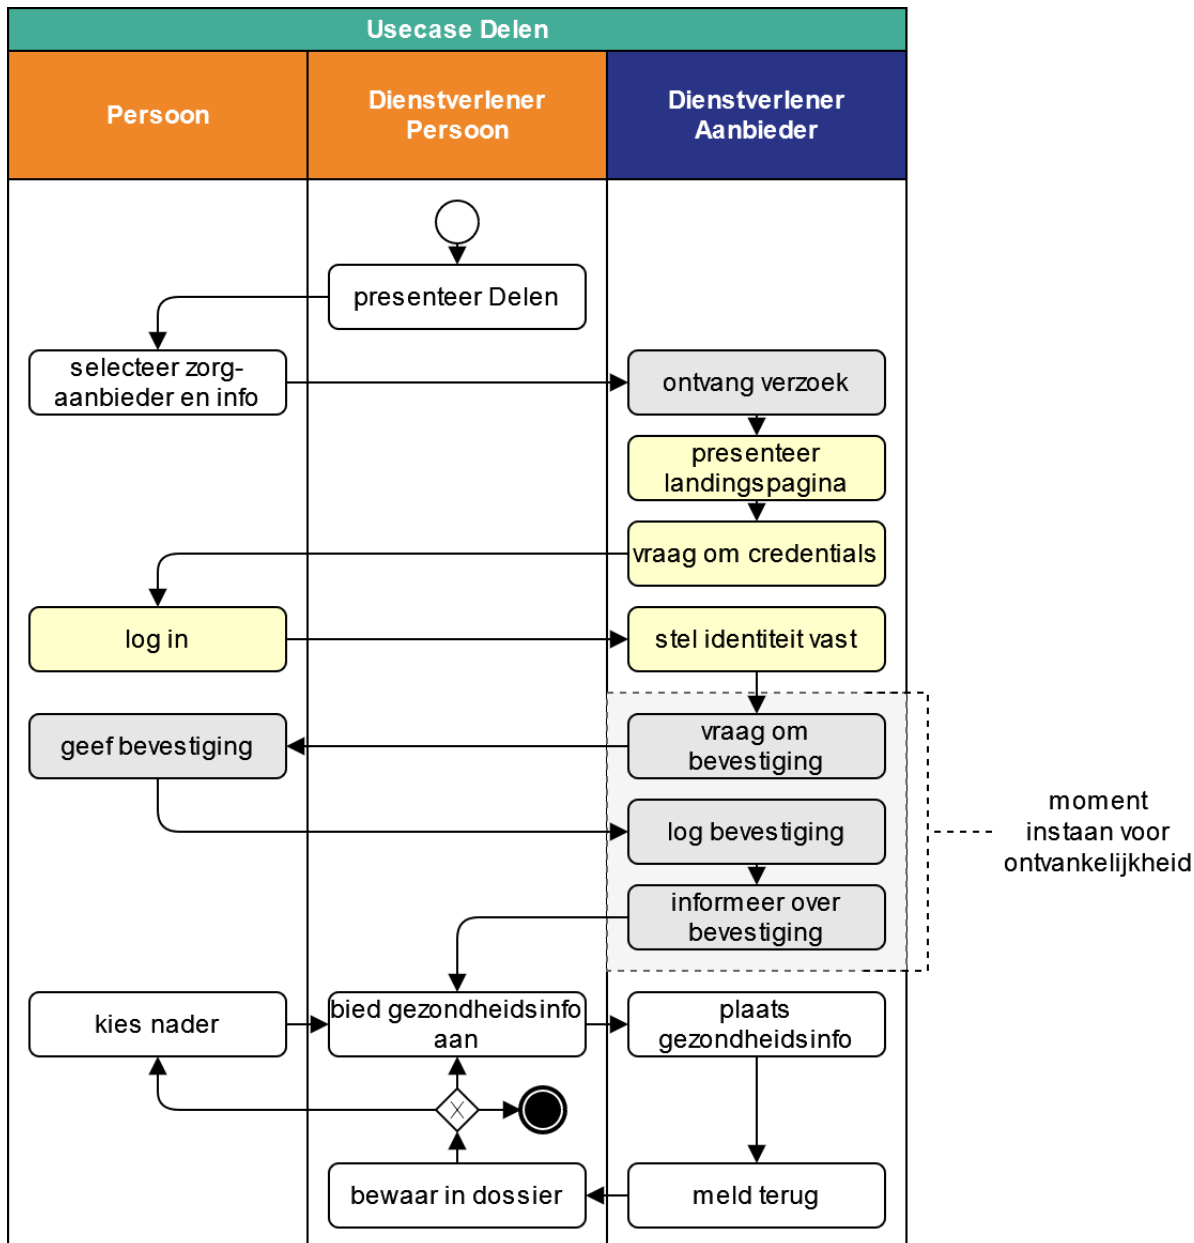 Usecase Delen
Persoon
Dienstverlener
Persoon
Dienstverlener
Aanbieder
presenteer Delen
selecteer zorg-
aanbieder en info
ontvang verzoek
presenteer
landingspagina
vraag om credentials
log in
stel identiteit vast
geef bevestiging
vraag om
bevestiging
log bevestiging
informeer over
bevestiging
moment
instaan voor
ontvankelijkheid
kies nader
bied gezondheidsinfo
aan
plaats
gezondheidsinfo
X
bewaar in dossier
meld terug